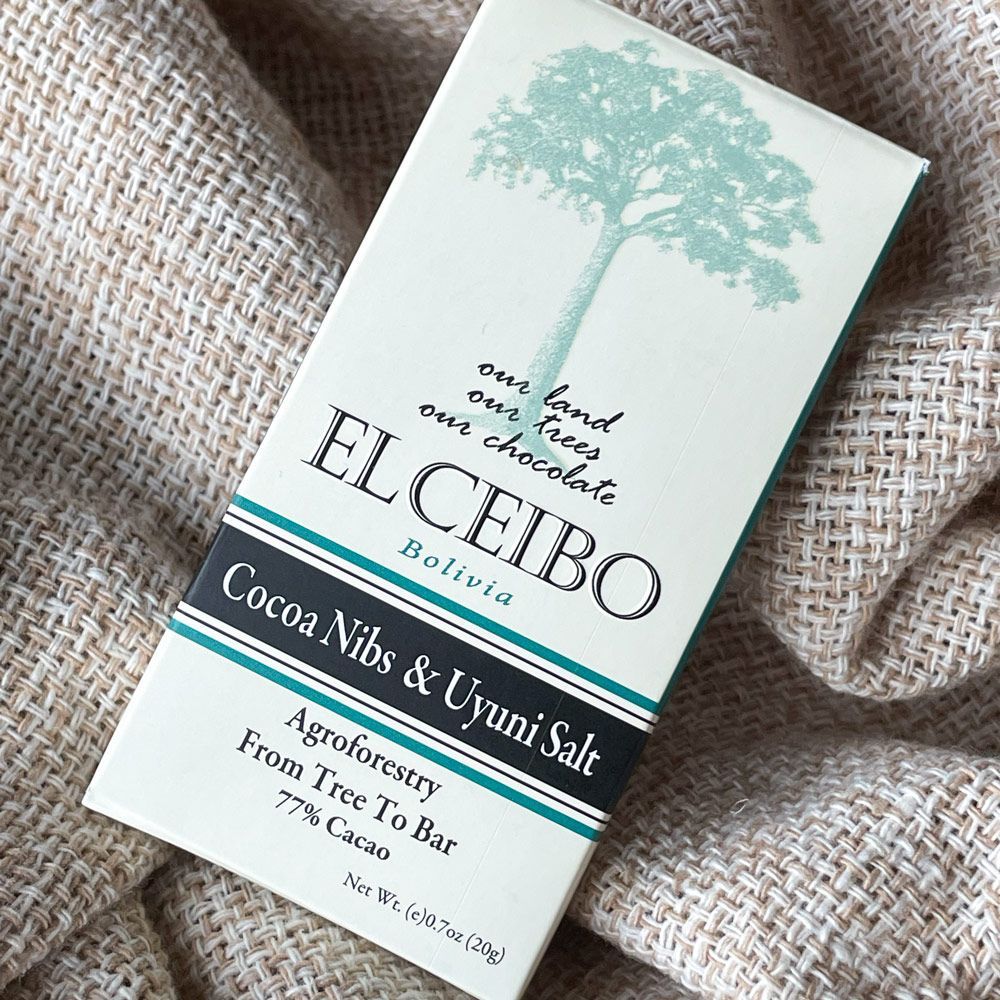 our land
our trees
our chocolate
EL CEIBO
Bolivia
Cocoa Nibs & Uyuni Salt
Agroforestry
From Tree To Bar
77% Cacao
Net Wt. (e)0.7oz (20g)